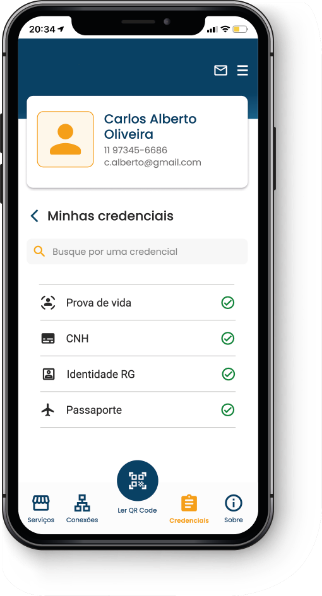 20:34
Carlos Alberto
Oliveira
11 97345-6686
c.alberto@gmail.com
Minhas credenciais
Busque por uma credencial
Prova de vida
CNH
Identidade RG
Passaporte
Serviços
Conexões
Ler QR Code
Credenciais
Sobre